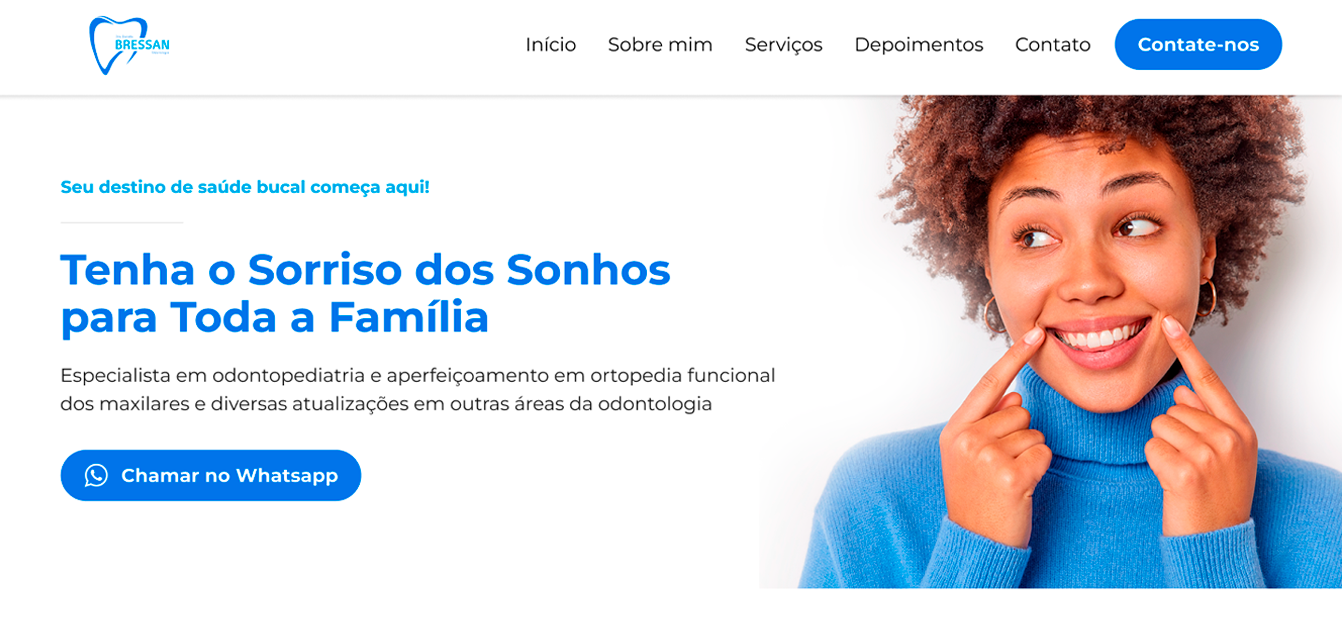 BRESSAN
Início
Sobre mim
Serviços
Depoimentos
Contato
Contate-nos
Seu destino de saúde bucal começa aqui!
Tenha o Sorriso dos Sonhos
para Toda a Família
Especialista em odontopediatria e aperfeiçoamento em ortopedia funcional
dos maxilares e diversas atualizações em outras áreas da odontologia
Chamar no Whatsapp